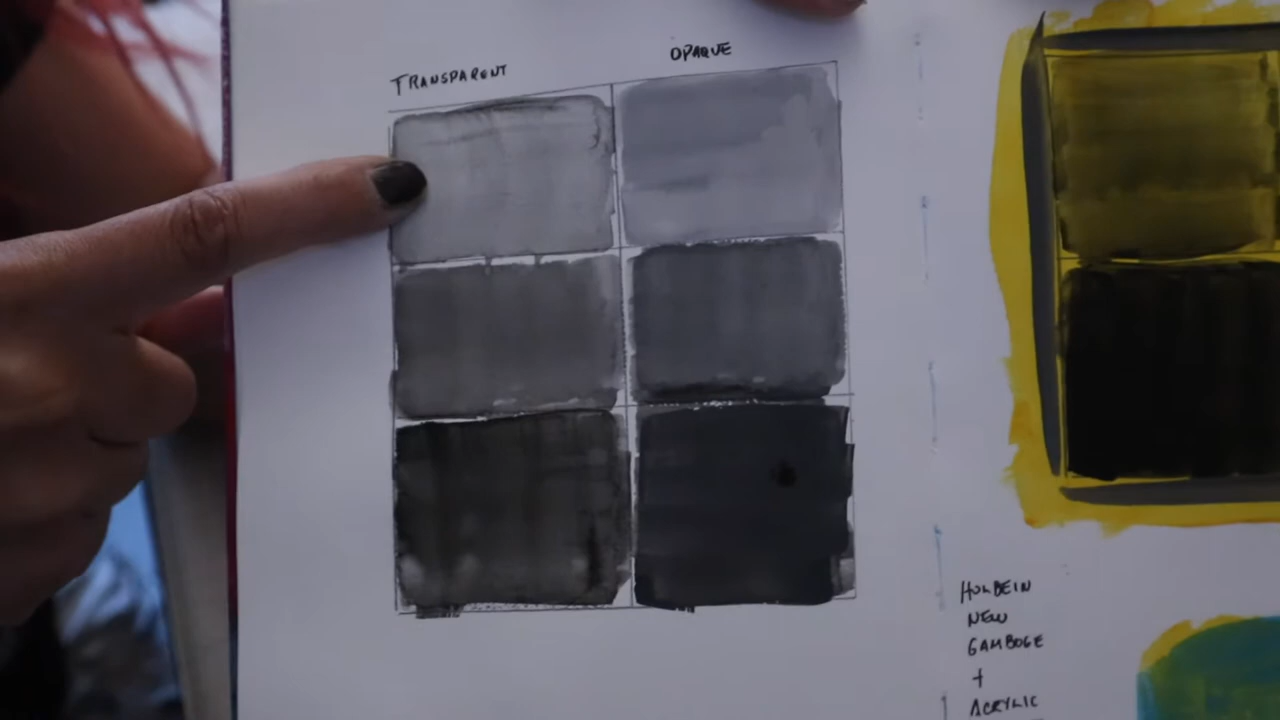 TRANSPARENT
OPAQUE
HOLBEIN
NEW
GAMBOGE
+
ACRYLIC